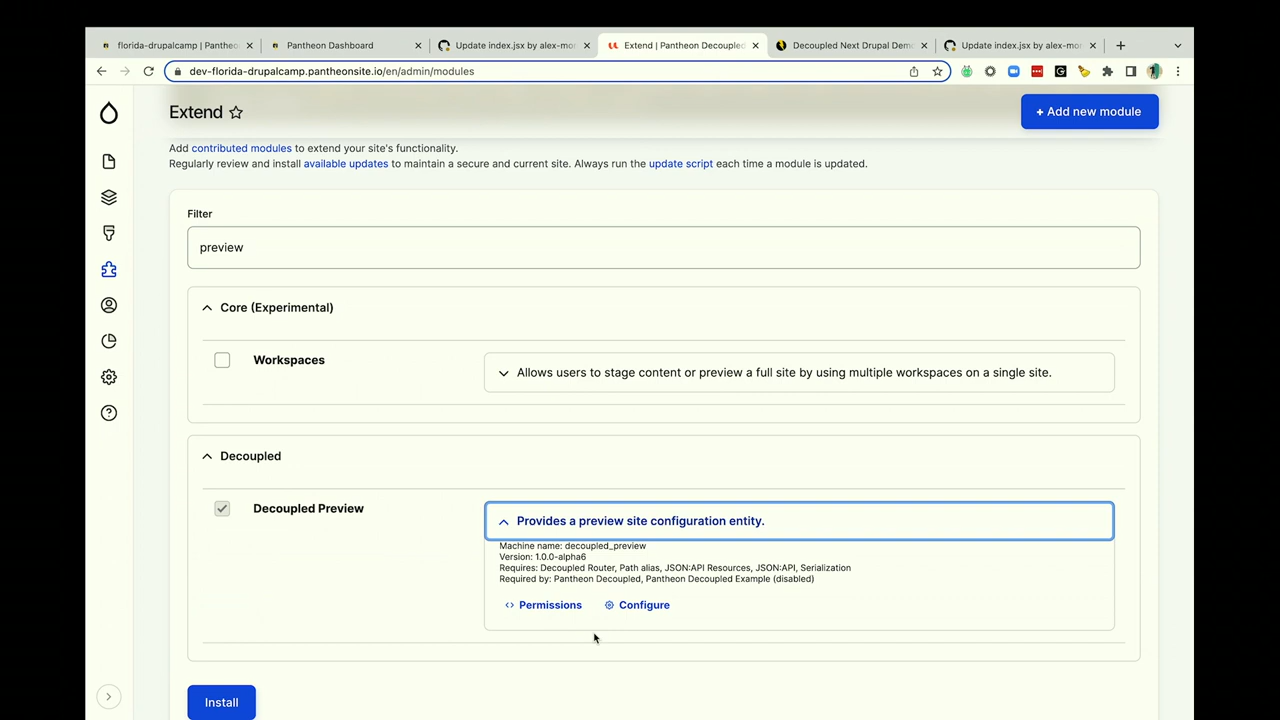 florida-drupalcamp | Pantheo
Pantheon Dashboard
Update index.jsx by alex-mor
Extend | Pantheon Decoupled
Decoupled Next Drupal Dem
Update index.jsx by alex-mor
dev-florida-drupalcamp.pantheonsite.io/en/admin/modules
Extend
+ Add new module
Add contributed modules to extend your site's functionality.
Regularly review and install available updates to maintain a secure and current site. Always run the update script each time a module is updated.
Filter
preview
Core (Experimental)
Workspaces
Allows users to stage content or preview a full site by using multiple workspaces on a single site.
Decoupled
Decoupled Preview
Provides a preview site configuration entity.
Machine name: decoupled_preview
Version: 1.0.0-alpha6
Requires: Decoupled Router, Path alias, JSON:API Resources, JSON:API, Serialization
Required by: Pantheon Decoupled, Pantheon Decoupled Example (disabled)
Permissions
Configure
Install